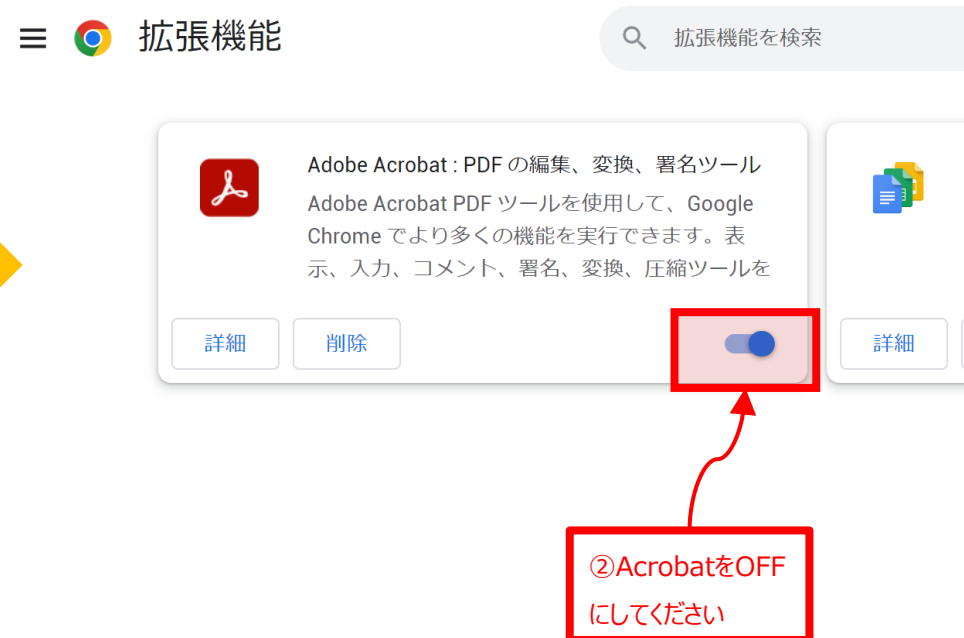 拡張機能
拡張機能を検索
Adobe Acrobat : PDF の編集、変換、署名ツール
Adobe Acrobat PDF ツールを使用して、Google
Chrome でより多くの機能を実行できます。表
示、入力、コメント、署名、変換、圧縮ツールを
詳細
削除
詳細
②AcrobatをOFF
にしてください